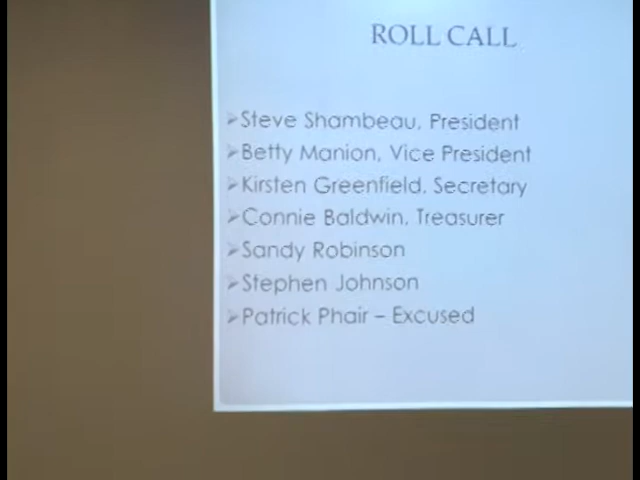 ROLL CALL
➢Steve Shambeau, President
➢Betty Manion, Vice President
➢Kirsten Greenfield, Secretary
➢Connie Baldwin, Treasurer
➢Sandy Robinson
➢Stephen Johnson
➢Patrick Phair – Excused